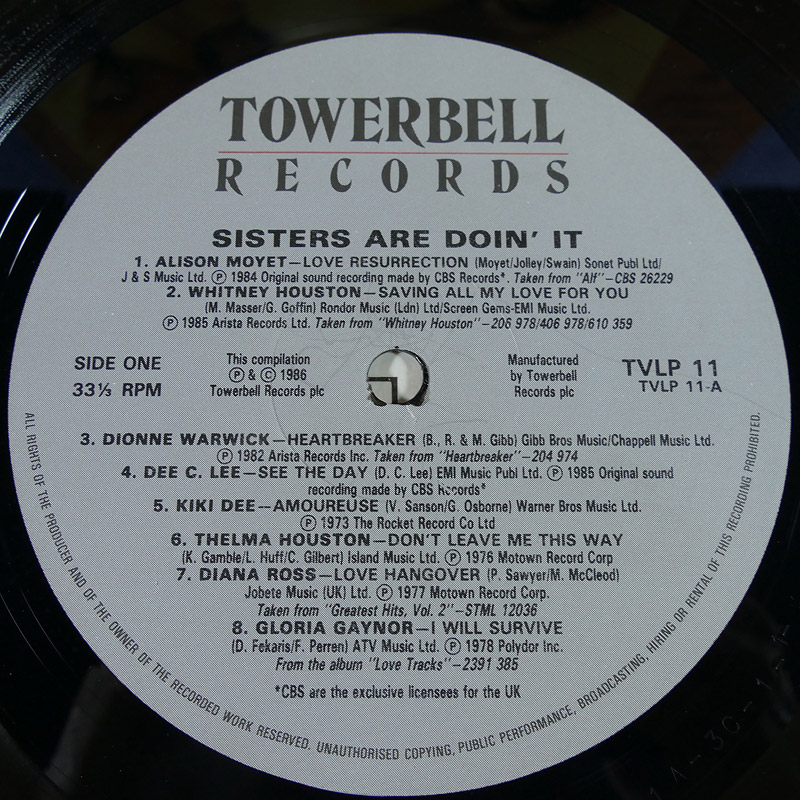 TOWERBELL
RECORDS
SISTERS ARE DOIN' IT
1. ALISON MOYET—LOVE RESURRECTION (Moyet/Jolley/Swain) Sonet Publ Ltd/
J & S Music Ltd. Ⓟ 1984 Original sound recording made by CBS Records*. Taken from "Alf"—CBS 26229
2. WHITNEY HOUSTON—SAVING ALL MY LOVE FOR YOU
(M. Masser/G. Goffin) Rondor Music (Ldn) Ltd/Screen Gems-EMI Music Ltd.
Ⓟ 1985 Arista Records Ltd. Taken from "Whitney Houston"—206 978/406 978/610 359
SIDE ONE
33⅓ RPM
This compilation
Ⓟ & © 1986
Towerbell Records plc
Manufactured
by Towerbell
Records plc
TVLP 11
TVLP 11-A
3. DIONNE WARWICK—HEARTBREAKER (B., R. & M. Gibb) Gibb Bros Music/Chappell Music Ltd.
Ⓟ 1982 Arista Records Inc. Taken from "Heartbreaker"—204 974
4. DEE C. LEE—SEE THE DAY (D. C. Lee) EMI Music Publ Ltd. Ⓟ 1985 Original sound
recording made by CBS Records*
5. KIKI DEE—AMOUREUSE (V. Sanson/G. Osborne) Warner Bros Music Ltd.
Ⓟ 1973 The Rocket Record Co Ltd
6. THELMA HOUSTON—DON'T LEAVE ME THIS WAY
(K. Gamble/L. Huff/C. Gilbert) Island Music Ltd. Ⓟ 1976 Motown Record Corp
7. DIANA ROSS—LOVE HANGOVER (P. Sawyer/M. McCleod)
Jobete Music (UK) Ltd. Ⓟ 1977 Motown Record Corp.
Taken from "Greatest Hits, Vol. 2"—STML 12036
8. GLORIA GAYNOR—I WILL SURVIVE
(D. Fekaris/F. Perren) ATV Music Ltd. Ⓟ 1978 Polydor Inc.
From the album "Love Tracks"—2391 385
*CBS are the exclusive licensees for the UK
ALL RIGHTS OF THE PRODUCER AND OF THE OWNER OF THE RECORDED WORK RESERVED. UNAUTHORISED COPYING, PUBLIC PERFORMANCE, BROADCASTING, HIRING OR RENTAL OF THIS RECORDING PROHIBITED.